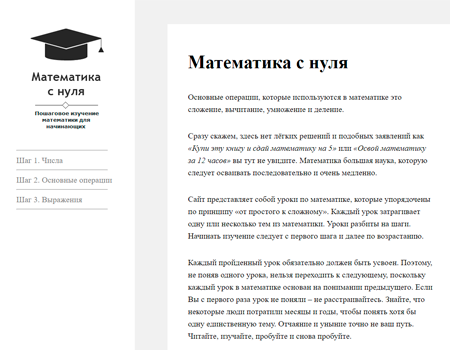 Математика
с нуля
Пошаговое изучение
математики для
начинающих
Шаг 1. Числа
Шаг 2. Основные операции
Шаг 3. Выражения
Математика с нуля
Основные операции, которые используются в математике это
сложение, вычитание, умножение и деление.
Сразу скажем, здесь нет лёгких решений и подобных заявлений как
«Купи эту книгу и сдай математику на 5» или «Освой математику
за 12 часов» вы тут не увидите. Математика большая наука, которую
следует осваивать последовательно и очень медленно.
Сайт представляет собой уроки по математике, которые упорядочены
по принципу «от простого к сложному». Каждый урок затрагивает
одну или несколько тем из математики. Уроки разбиты на шаги.
Начинать изучение следует с первого шага и далее по возрастанию.
Каждый пройденный урок обязательно должен быть усвоен. Поэтому,
не поняв одного урока, нельзя переходить к следующему, поскольку
каждый урок в математике основан на понимании предыдущего. Если
Вы с первого раза урок не поняли – не расстраивайтесь. Знайте, что
некоторые люди потратили месяцы и годы, чтобы понять хотя бы
одну единственную тему. Отчаяние и уныние точно не ваш путь.
Читайте, изучайте, пробуйте и снова пробуйте.